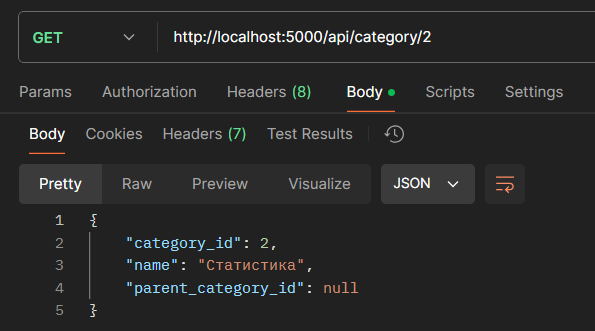 GET http://localhost:5000/api/category/2
Params Authorization Headers (8) Body Scripts Settings
Body Cookies Headers (7) Test Results
Pretty Raw Preview Visualize JSON
1 {
2 "category_id": 2,
3 "name": "Статистика",
4 "parent_category_id": null
5 }